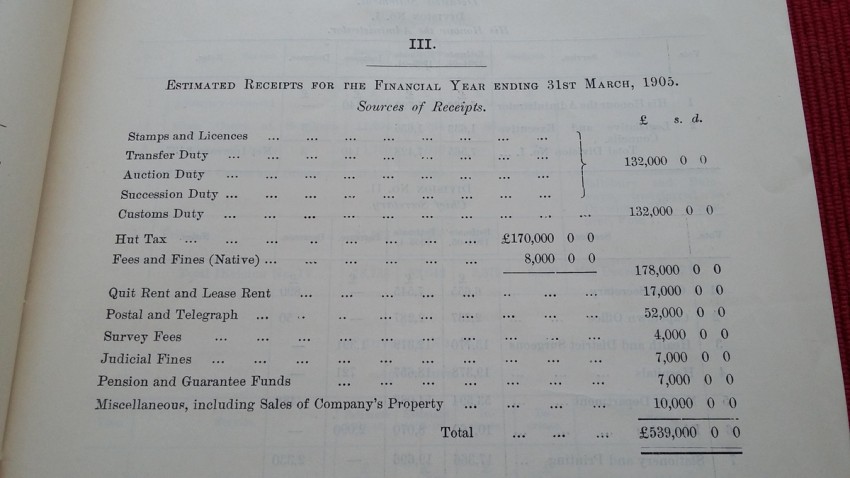 III.
ESTIMATED RECEIPTS FOR THE FINANCIAL YEAR ENDING 31ST MARCH, 1905.
Sources of Receipts.
£ s. d.
Stamps and Licences ... ... ... ... ... ... ...
Transfer Duty ... ... ... ... ... ... ... ... ...
Auction Duty ... ... ... ... ... ... ... ... ...
Succession Duty ... ... ... ... ... ... ... ... ...
132,000 0 0
Customs Duty ... ... ... ... ... ... ... ... ... ... 132,000 0 0
Hut Tax ... ... ... ... ... ... ... ... £170,000 0 0
Fees and Fines (Native) ... ... ... ... ... ... 8,000 0 0
178,000 0 0
Quit Rent and Lease Rent ... ... ... ... ... ... ... ... 17,000 0 0
Postal and Telegraph ... ... ... ... ... ... ... ... ... 52,000 0 0
Survey Fees ... ... ... ... ... ... ... ... ... ... 4,000 0 0
Judicial Fines ... ... ... ... ... ... ... ... ... ... 7,000 0 0
Pension and Guarantee Funds ... ... ... ... ... ... ... 7,000 0 0
Miscellaneous, including Sales of Company's Property ... ... ... ... 10,000 0 0
Total ... ... ... £539,000 0 0